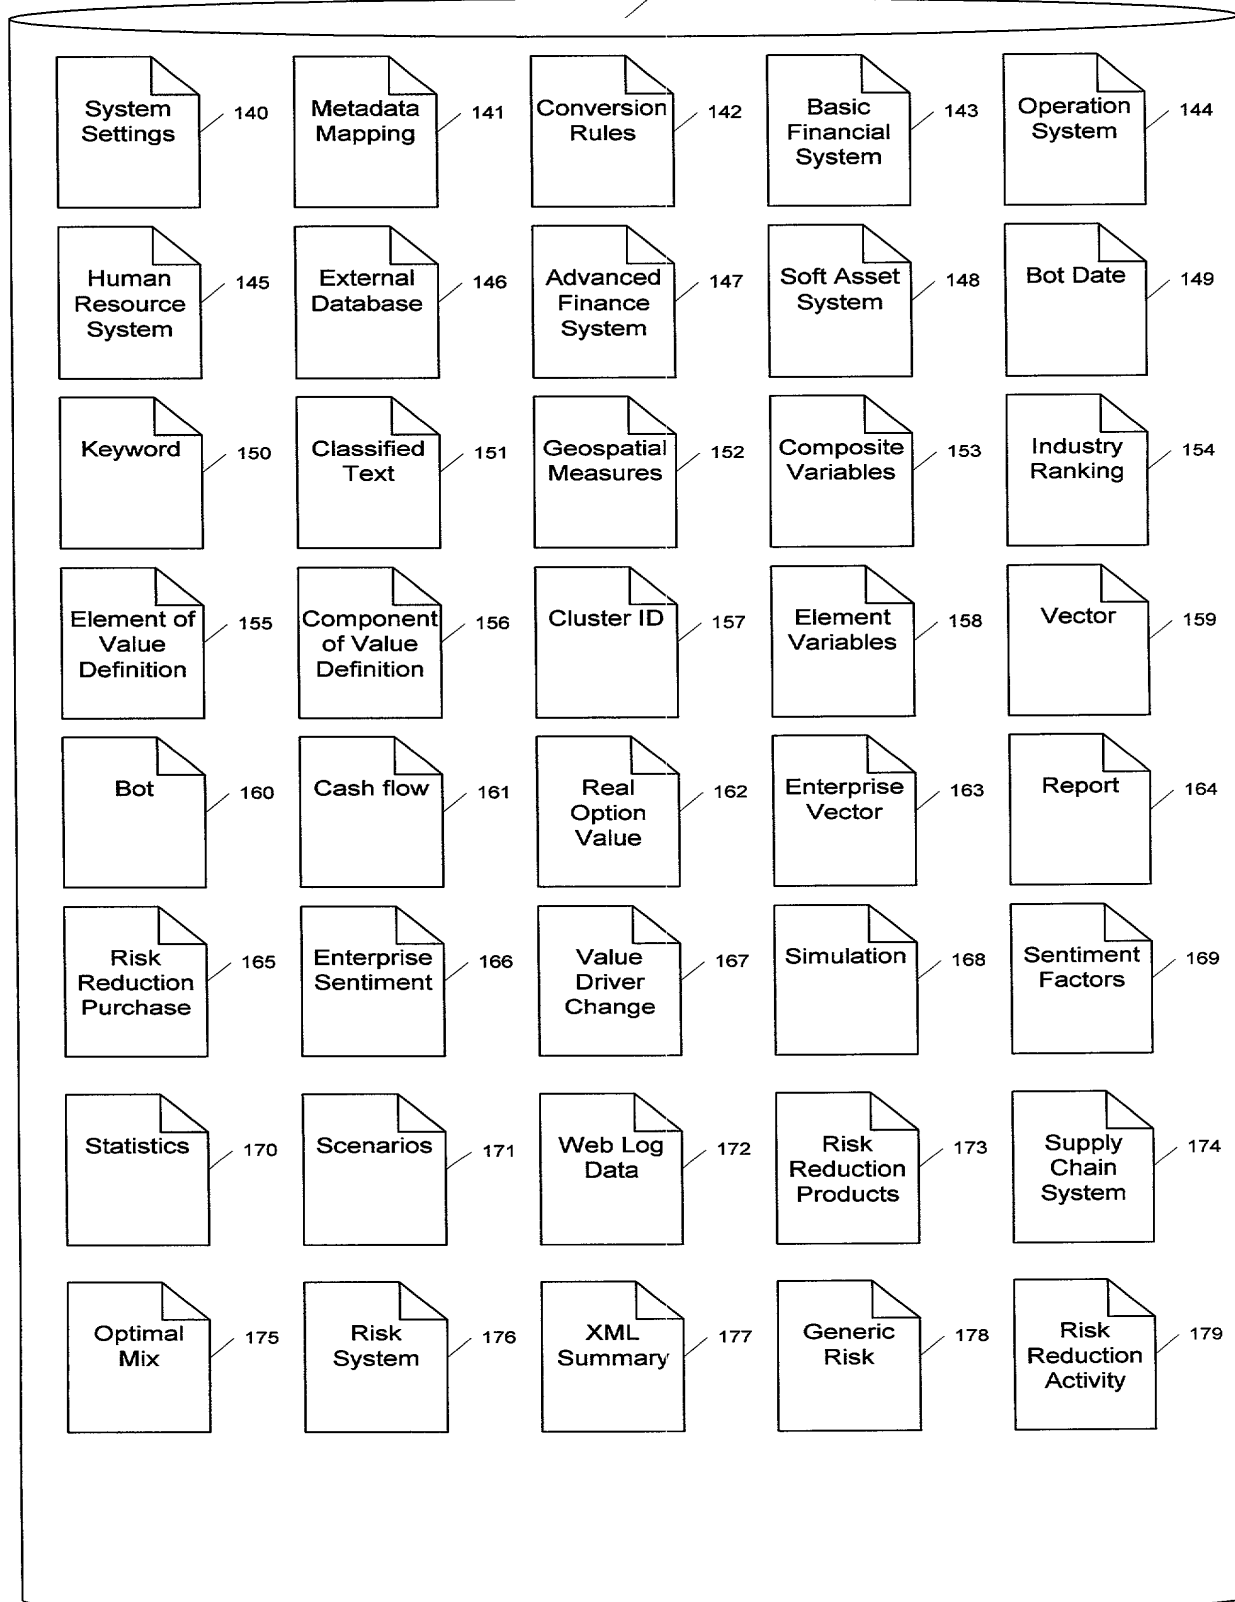 System
Settings
140
Metadata
Mapping
141
Conversion
Rules
142
Basic
Financial
System
143
Operation
System
144
Human
Resource
System
145
External
Database
146
Advanced
Finance
System
147
Soft Asset
System
148
Bot Date
149
Keyword
150
Classified
Text
151
Geospatial
Measures
152
Composite
Variables
153
Industry
Ranking
154
Element of
Value
Definition
155
Component
of Value
Definition
156
Cluster ID
157
Element
Variables
158
Vector
159
Bot
160
Cash flow
161
Real
Option
Value
162
Enterprise
Vector
163
Report
164
Risk
Reduction
Purchase
165
Enterprise
Sentiment
166
Value
Driver
Change
167
Simulation
168
Sentiment
Factors
169
Statistics
170
Scenarios
171
Web Log
Data
172
Risk
Reduction
Products
173
Supply
Chain
System
174
Optimal
Mix
175
Risk
System
176
XML
Summary
177
Generic
Risk
178
Risk
Reduction
Activity
179